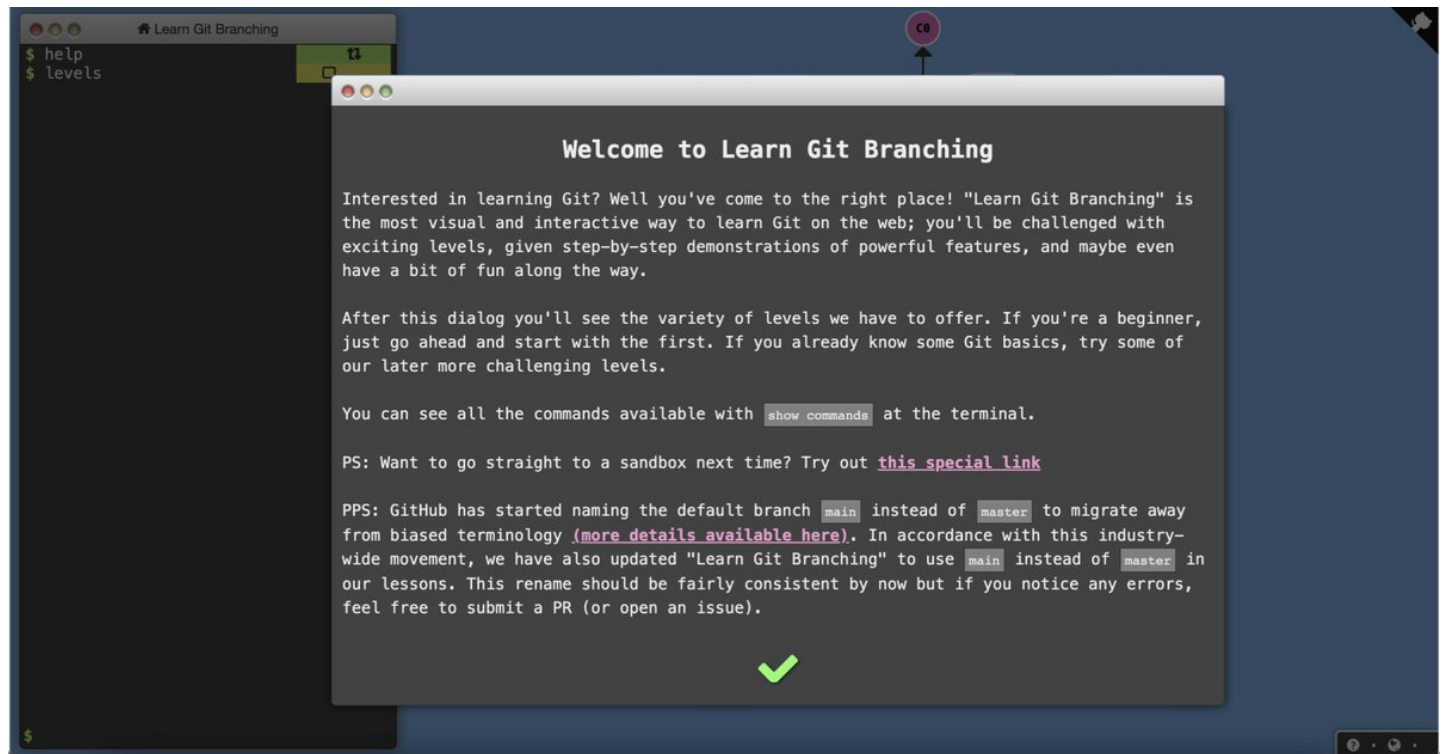 Learn Git Branching
$ help
$ levels
C0
Welcome to Learn Git Branching
Interested in learning Git? Well you've come to the right place! "Learn Git Branching" is
the most visual and interactive way to learn Git on the web; you'll be challenged with
exciting levels, given step-by-step demonstrations of powerful features, and maybe even
have a bit of fun along the way.
After this dialog you'll see the variety of levels we have to offer. If you're a beginner,
just go ahead and start with the first. If you already know some Git basics, try some of
our later more challenging levels.
You can see all the commands available with show commands at the terminal.
PS: Want to go straight to a sandbox next time? Try out this special link
PPS: GitHub has started naming the default branch main instead of master to migrate away
from biased terminology (more details available here). In accordance with this industry-
wide movement, we have also updated "Learn Git Branching" to use main instead of master in
our lessons. This rename should be fairly consistent by now but if you notice any errors,
feel free to submit a PR (or open an issue).
$